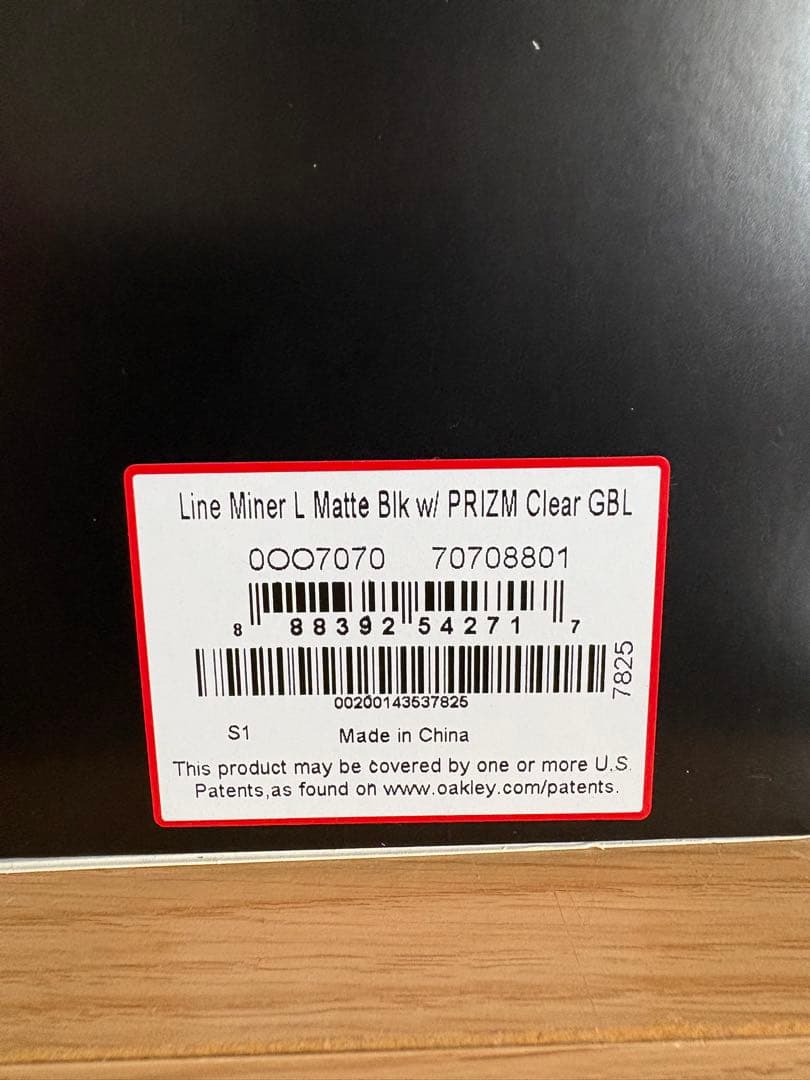 Line Miner L Matte Blk w/ PRIZM Clear GBL
0OO7070 70708801
8 88392 54271 7
00200143537825
7825
S1 Made in China
This product may be covered by one or more U.S.
Patents,as found on www.oakley.com/patents.